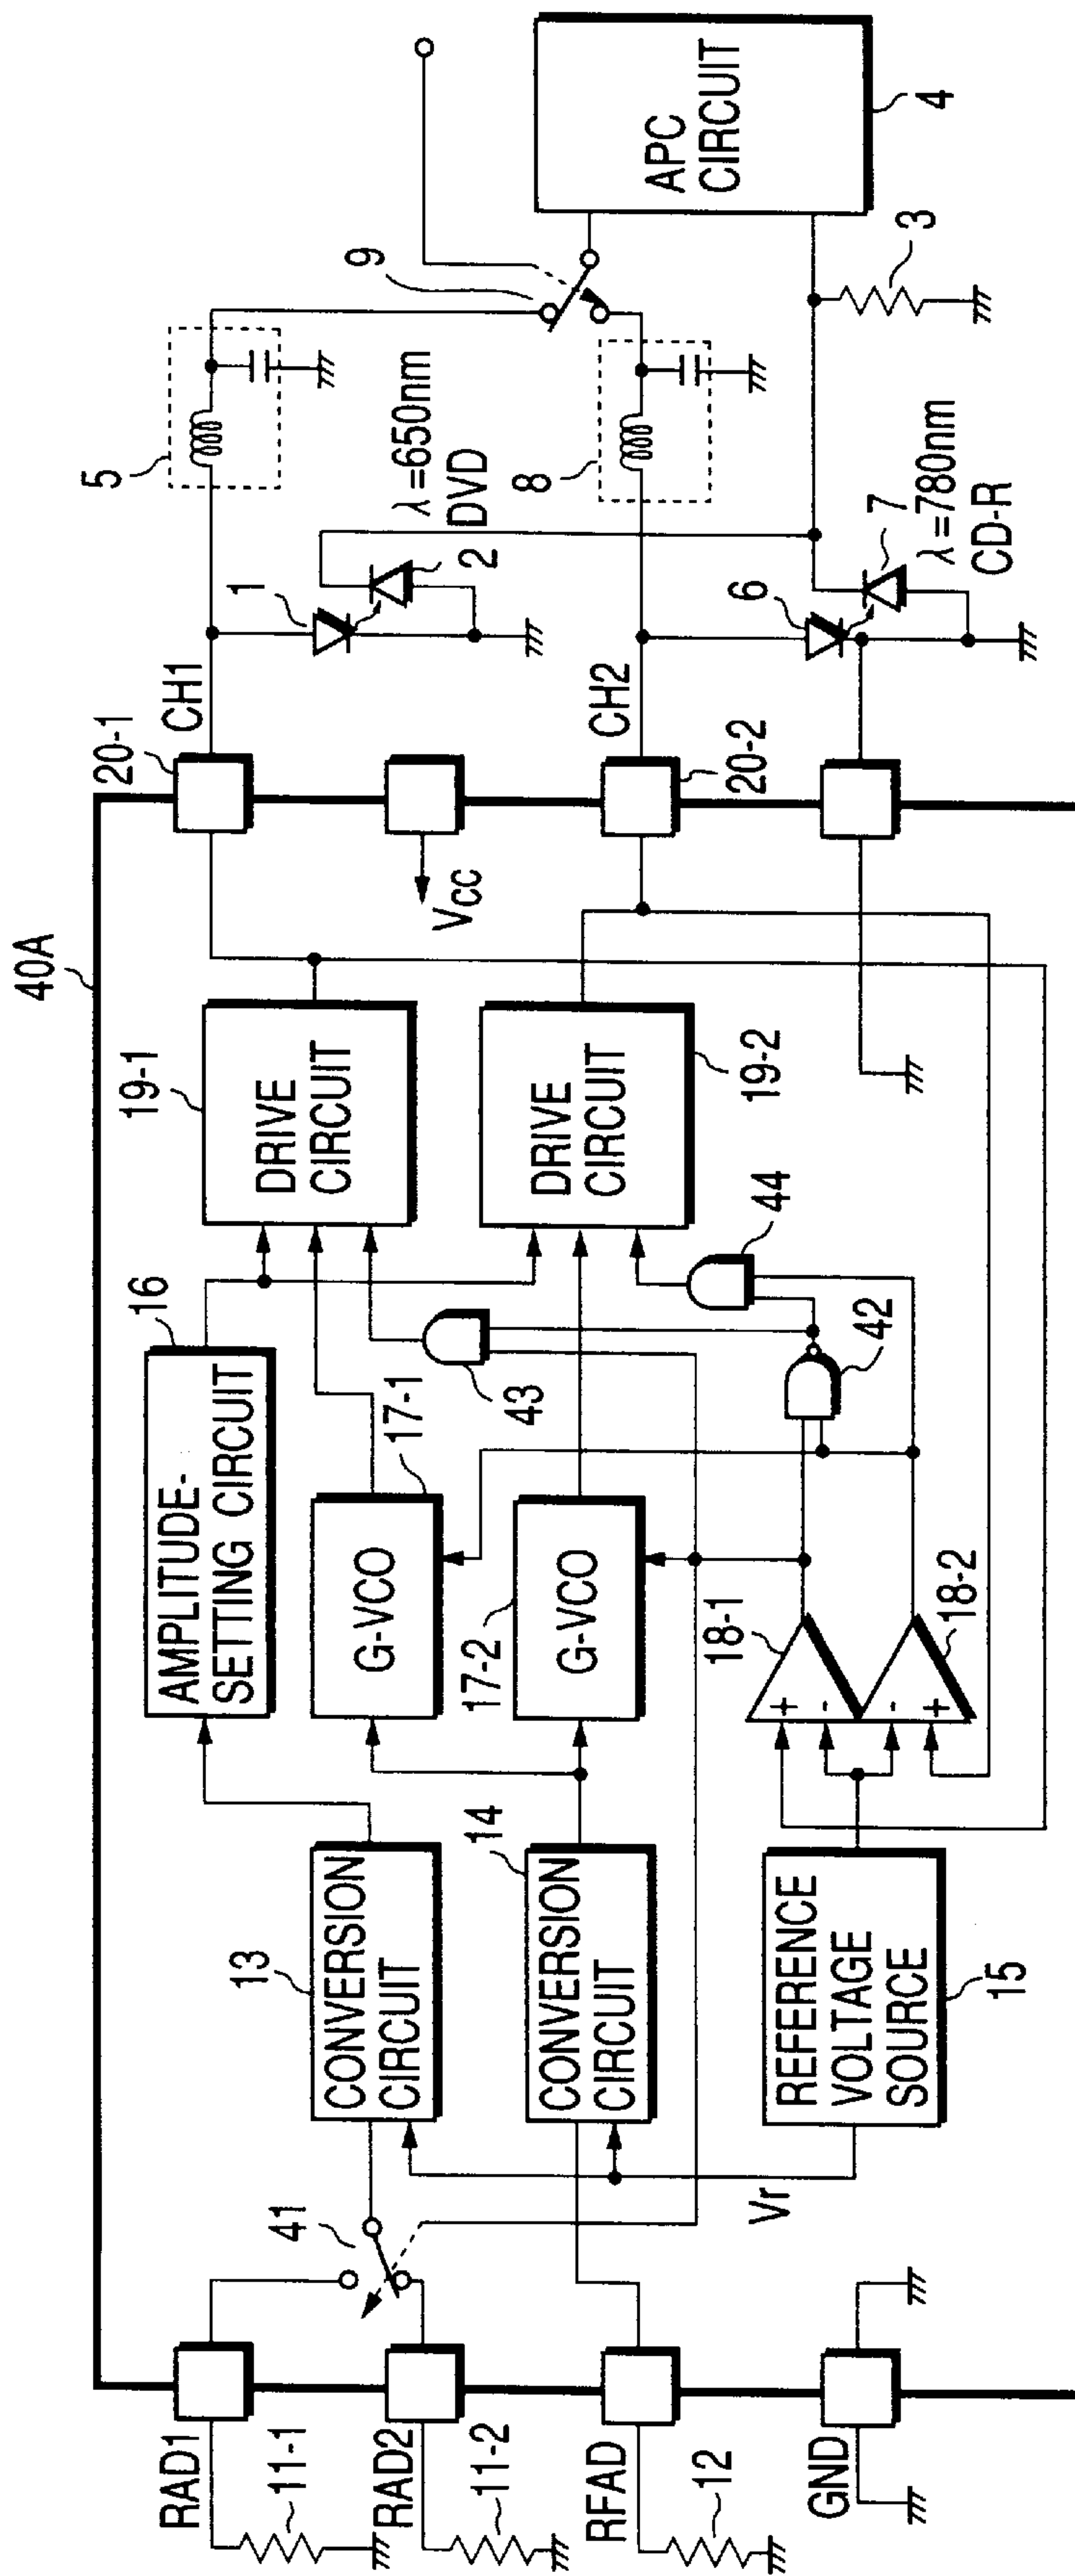 40A
20-1
CH1
1
2
5
λ=650nm
DVD
9
APC
CIRCUIT
4
3
8
CH2
20-2
6
7
λ=780nm
CD-R
VCC
19-1
DRIVE
CIRCUIT
DRIVE
CIRCUIT
19-2
16
AMPLITUDE-
SETTING CIRCUIT
43
44
42
17-1
G-VCO
17-2
G-VCO
18-1
+
-
-
+
18-2
13
CONVERSION
CIRCUIT
14
CONVERSION
CIRCUIT
REFERENCE
VOLTAGE
SOURCE
15
Vr
41
RAD1
11-1
RAD2
11-2
RFAD
12
GND